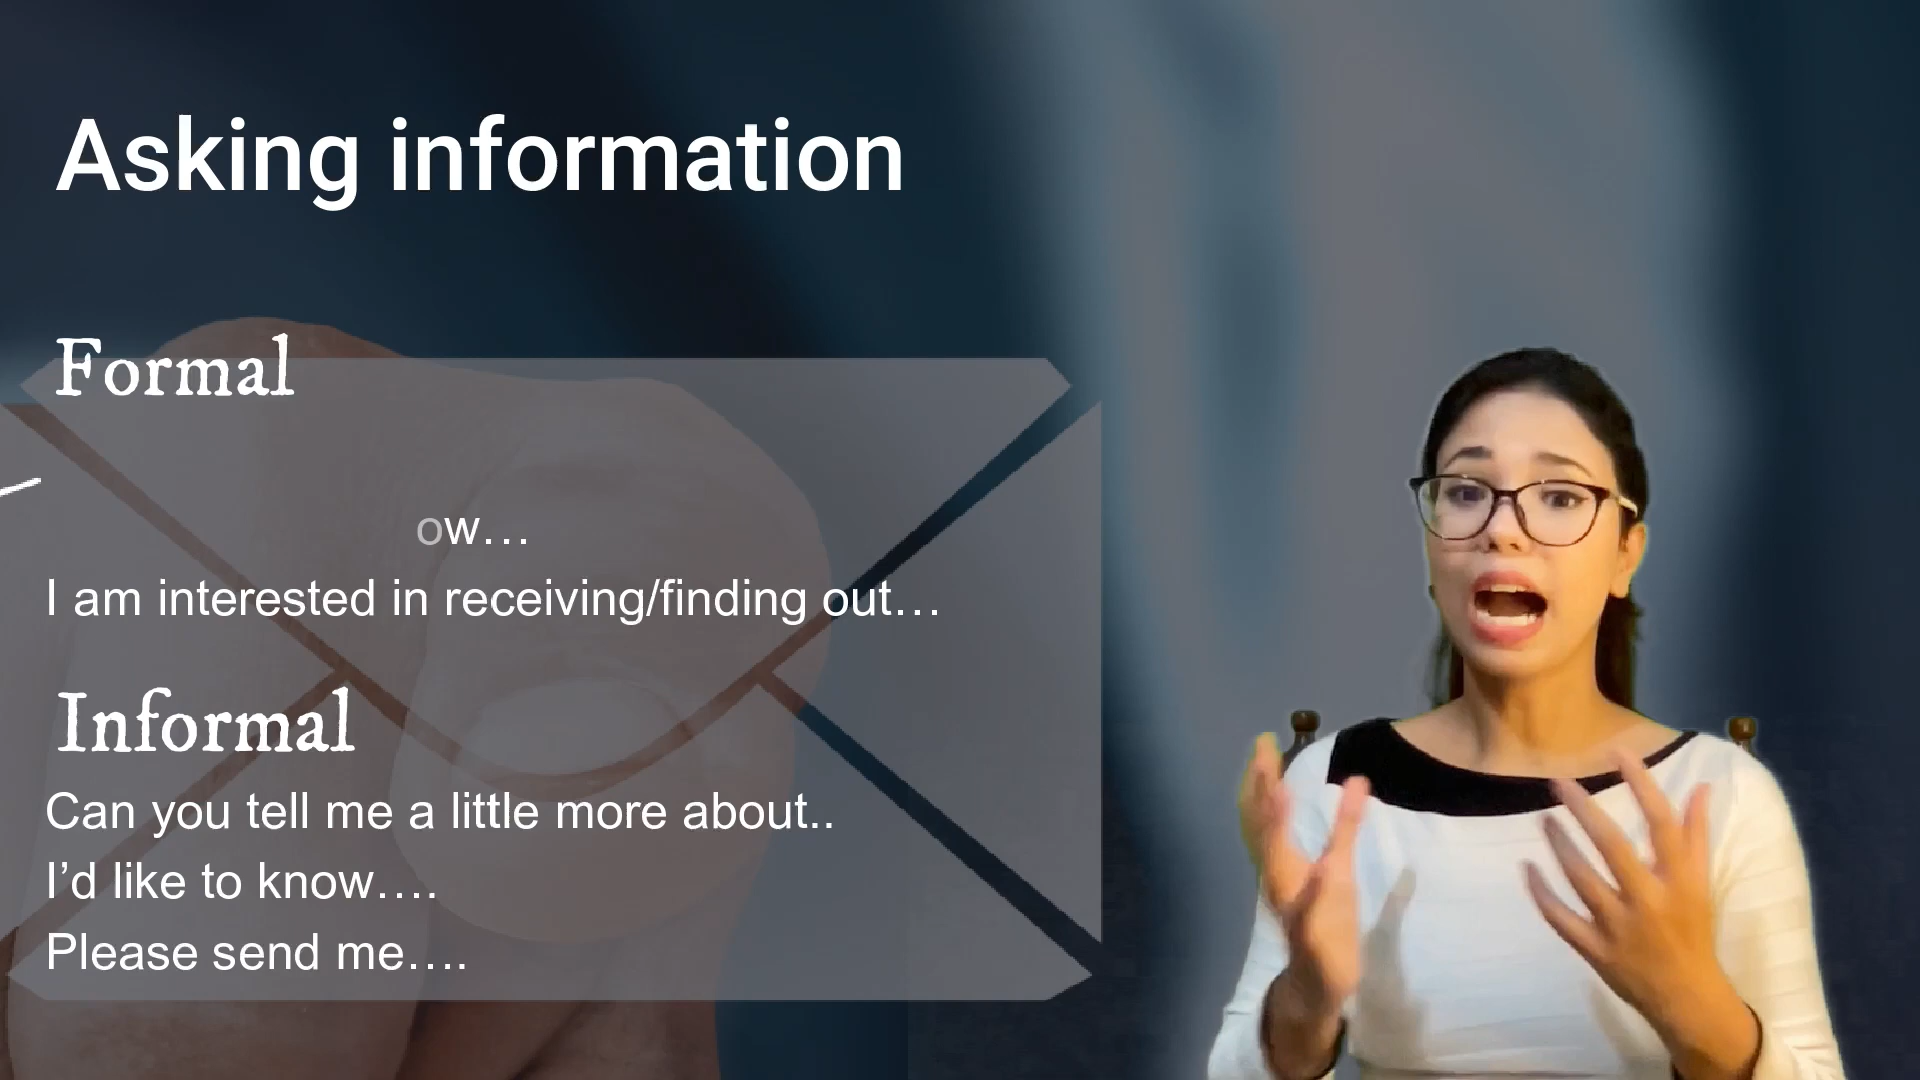 Asking information
Formal
ow…
I am interested in receiving/finding out…
Informal
Can you tell me a little more about..
I’d like to know….
Please send me….